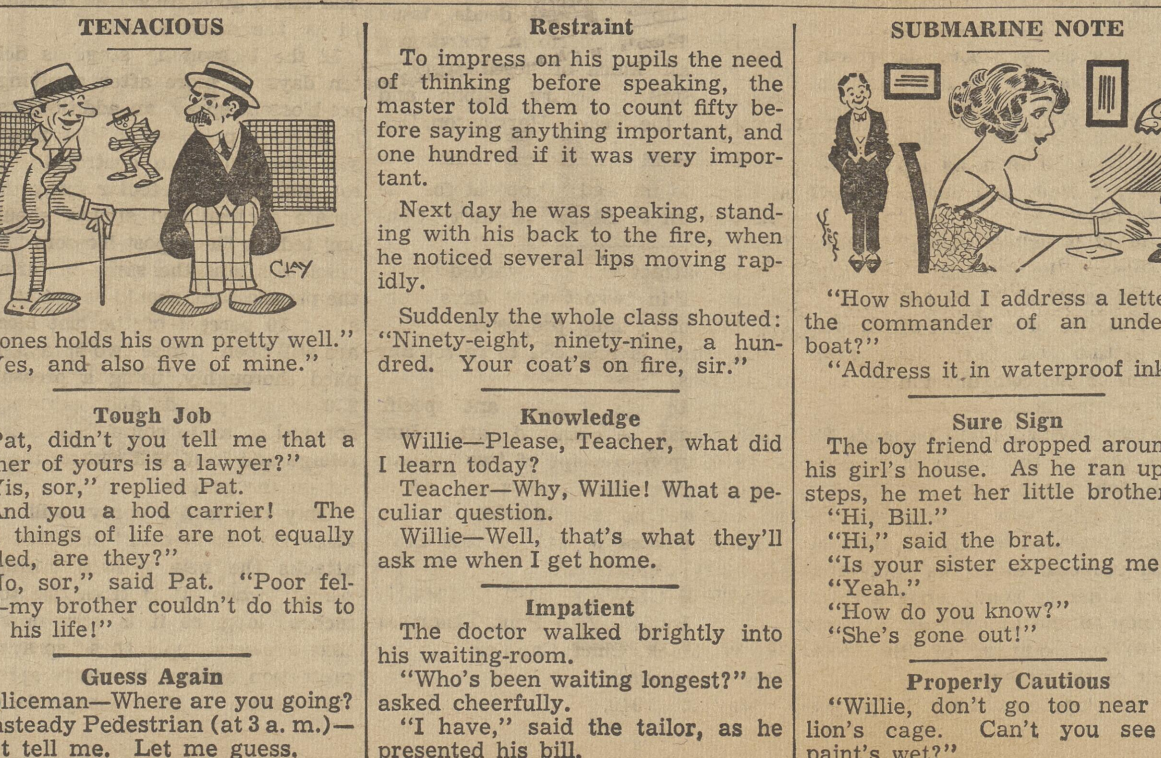 TENACIOUS
CLAY
ones holds his own pretty well."
es, and also five of mine."
Tough Job
Pat, didn't you tell me that a
her of yours is a lawyer?"
Yis, sor," replied Pat.
And you a hod carrier! The
things of life are not equally
ded, are they?"
No, sor," said Pat. "Poor fel-
—my brother couldn't do this to
his life!"
Guess Again
liceman—Where are you going?
nsteady Pedestrian (at 3 a. m.)—
t tell me. Let me guess.
Restraint
To impress on his pupils the need
of thinking before speaking, the
master told them to count fifty be-
fore saying anything important, and
one hundred if it was very impor-
tant.
Next day he was speaking, stand-
ing with his back to the fire, when
he noticed several lips moving rap-
idly.
Suddenly the whole class shouted:
"Ninety-eight, ninety-nine, a hun-
dred. Your coat's on fire, sir."
Knowledge
Willie—Please, Teacher, what did
I learn today?
Teacher—Why, Willie! What a pe-
culiar question.
Willie—Well, that's what they'll
ask me when I get home.
Impatient
The doctor walked brightly into
his waiting-room.
"Who's been waiting longest?" he
asked cheerfully.
"I have," said the tailor, as he
presented his bill.
SUBMARINE NOTE
"How should I address a lette
the commander of an unde
boat?"
"Address it in waterproof ink
Sure Sign
The boy friend dropped aroun
his girl's house. As he ran up
steps, he met her little brother
"Hi, Bill."
"Hi," said the brat.
"Is your sister expecting me
"Yeah."
"How do you know?"
"She's gone out!"
Properly Cautious
"Willie, don't go too near
lion's cage. Can't you see
paint's wet?"